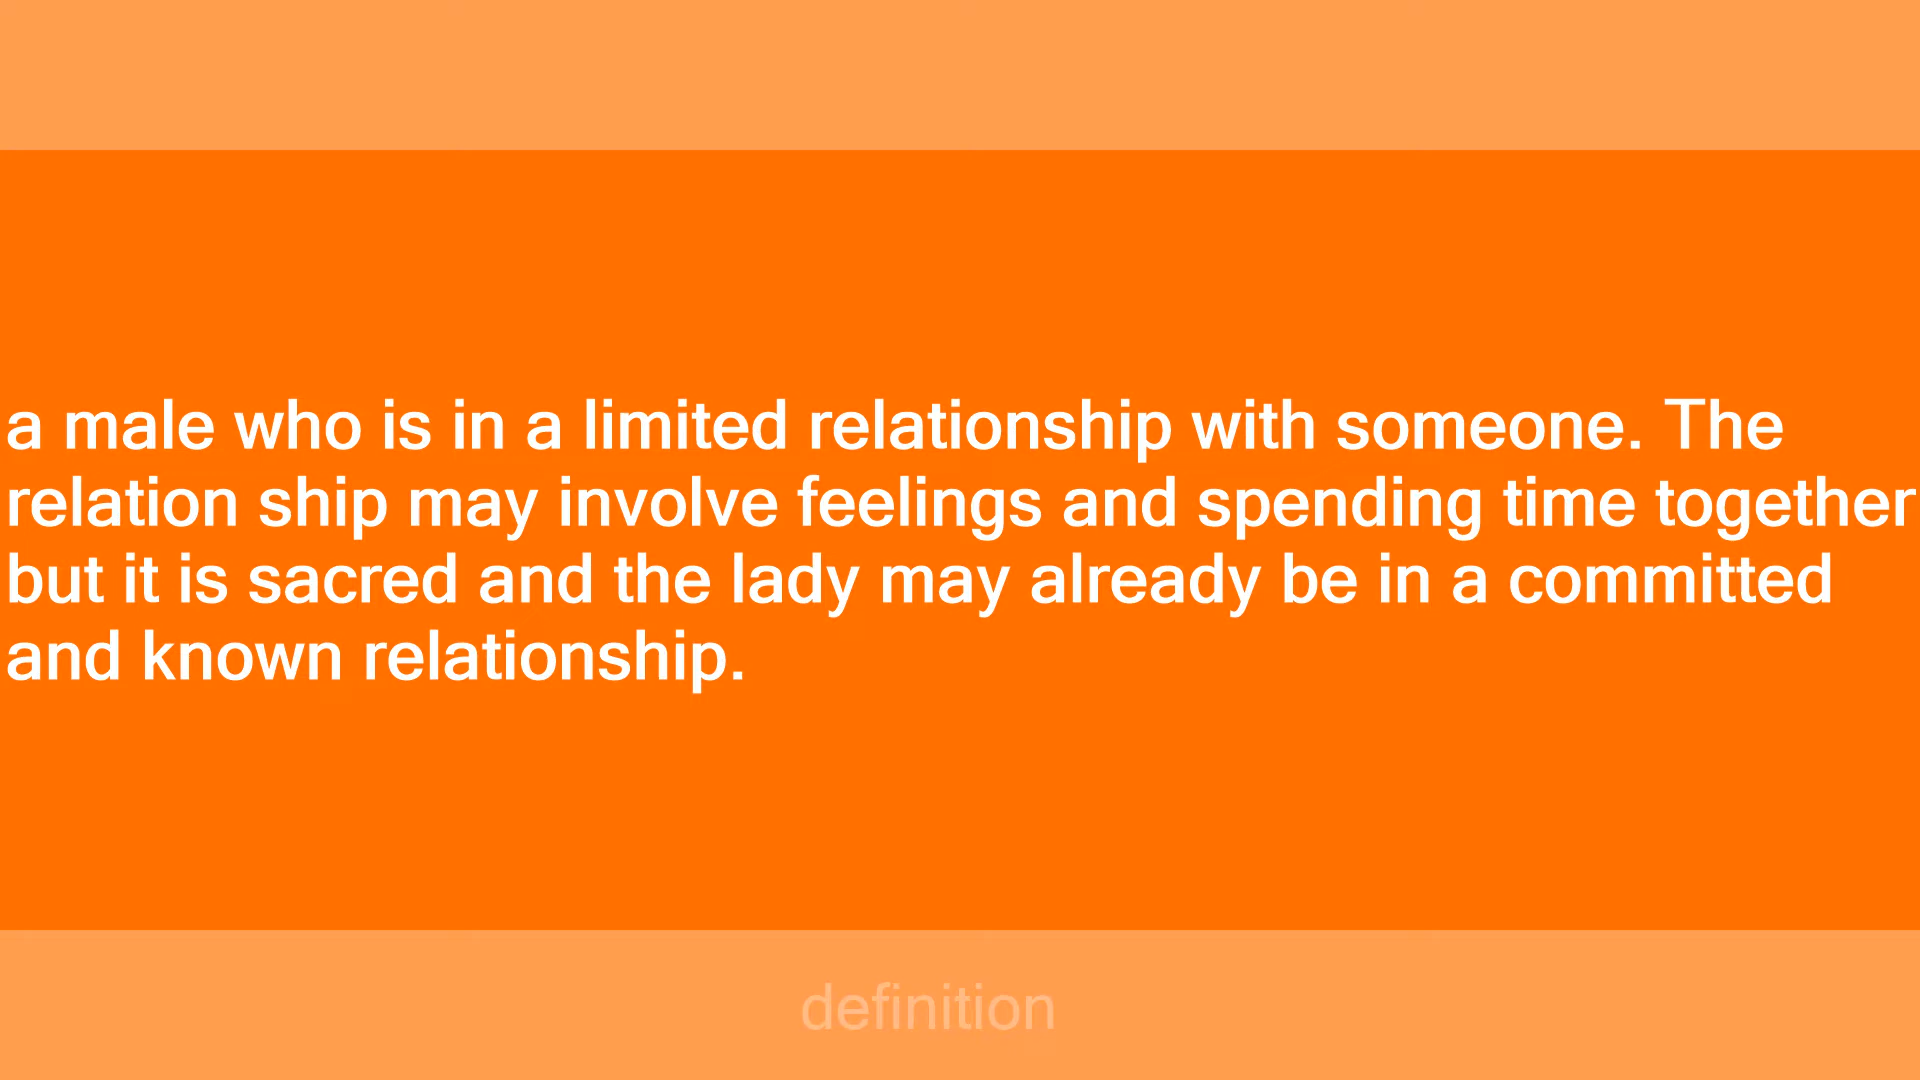 a male who is in a limited relationship with someone. The
relation ship may involve feelings and spending time together
but it is sacred and the lady may already be in a committed
and known relationship.
definition